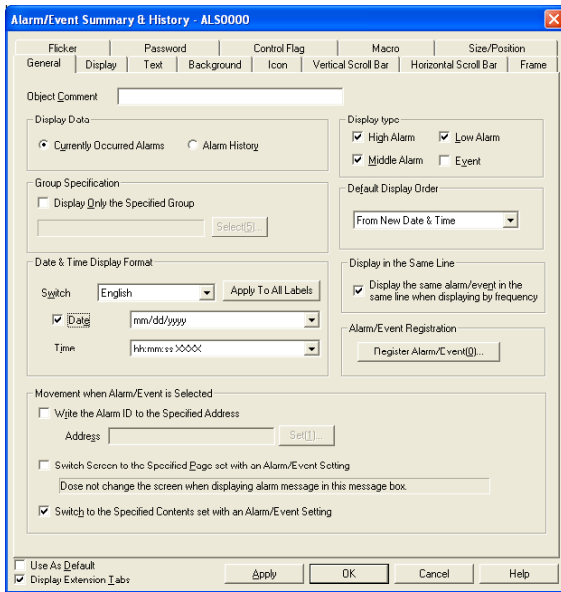 Alarm/Event Summary & History - ALS0000
Flicker Password Control Flag Macro Size/Position
General Display Text Background Icon Vertical Scroll Bar Horizontal Scroll Bar Frame
Object Comment
Display Data
Currently Occurred Alarms Alarm History
Display type
High Alarm Low Alarm
Middle Alarm Event
Group Specification
Display Only the Specified Group
Select(5)...
Default Display Order
From New Date & Time
Date & Time Display Format
Switch English Apply To All Labels
Date mm/dd/yyyy
Time hh:mm:ss XXXX
Display in the Same Line
Display the same alarm/event in the
same line when displaying by frequency
Alarm/Event Registration
Register Alarm/Event(0)...
Movement when Alarm/Event is Selected
Write the Alarm ID to the Specified Address
Address Set(1)...
Switch Screen to the Specified Page set with an Alarm/Event Setting
Dose not change the screen when displaying alarm message in this message box.
Switch to the Specified Contents set with an Alarm/Event Setting
Use As Default
Display Extension Tabs
Apply OK Cancel Help